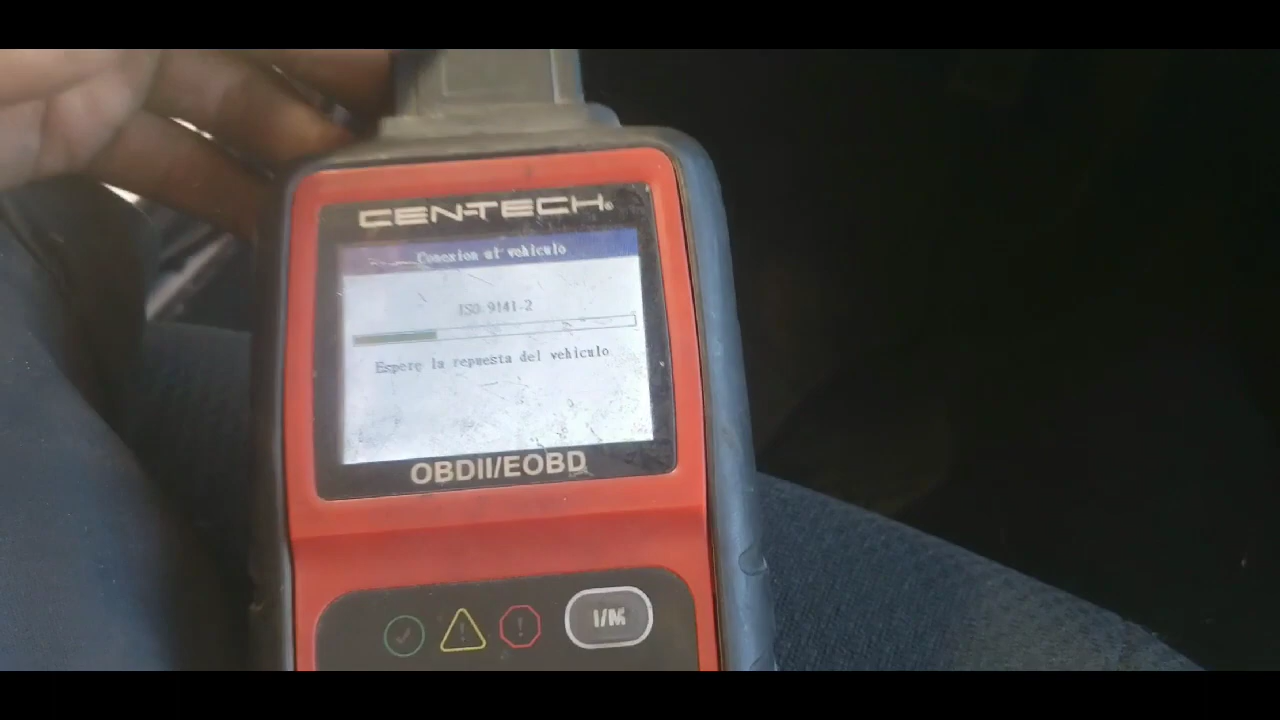 CEN-TECH®
Conexion al vehiculo
ISO 9141-2
Espere la repuesta del vehiculo
OBDII/EOBD
I/M